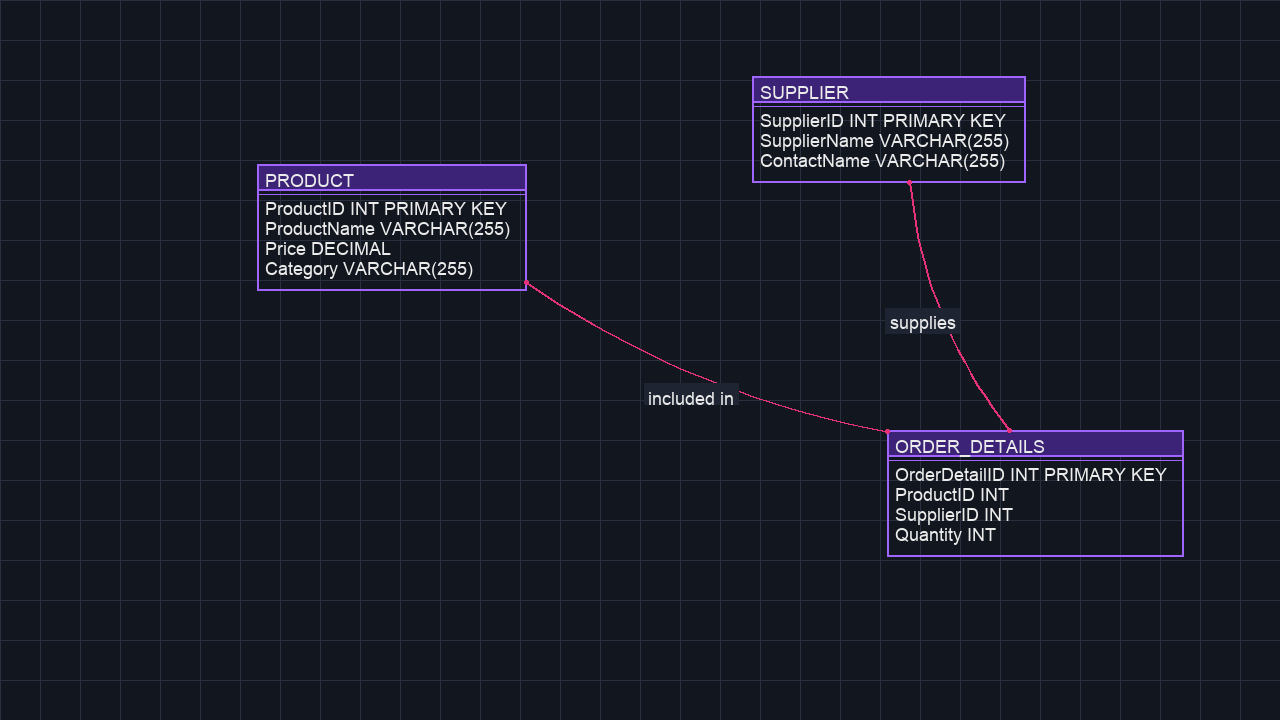 SUPPLIER
SupplierID INT PRIMARY KEY
SupplierName VARCHAR(255)
ContactName VARCHAR(255)
PRODUCT
ProductID INT PRIMARY KEY
ProductName VARCHAR(255)
Price DECIMAL
Category VARCHAR(255)
supplies
included in
ORDER_DETAILS
OrderDetailID INT PRIMARY KEY
ProductID INT
SupplierID INT
Quantity INT